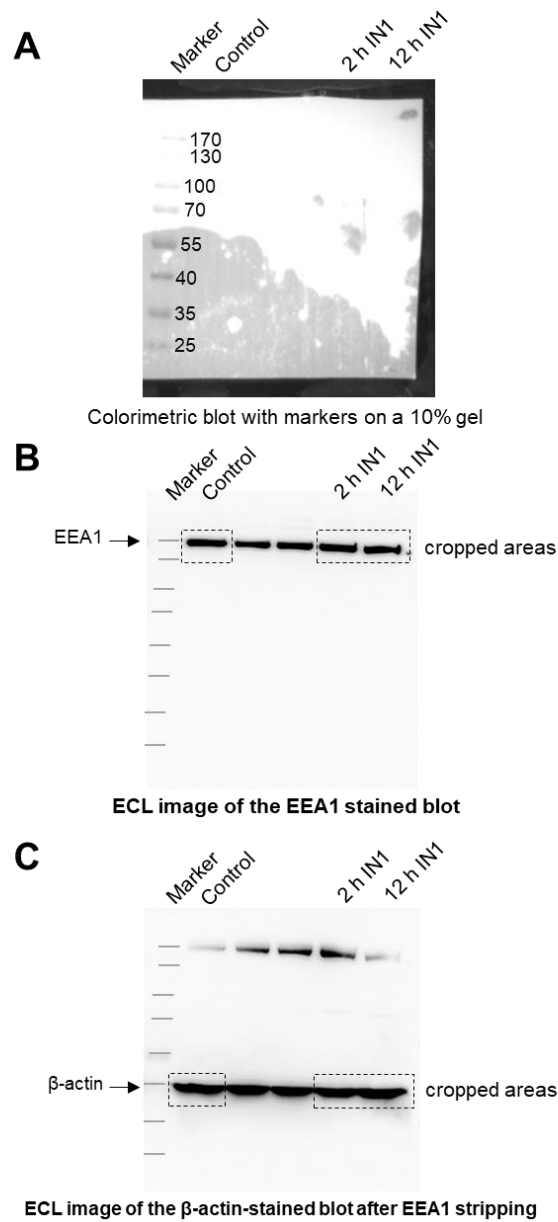 A
Marker
Control
2 h IN1
12 h IN1
170
130
100
70
55
40
35
25
Colorimetric blot with markers on a 10% gel
B
Marker
Control
2 h IN1
12 h IN1
EEA1
cropped areas
ECL image of the EEA1 stained blot
C
Marker
Control
2 h IN1
12 h IN1
β-actin
cropped areas
ECL image of the β-actin-stained blot after EEA1 stripping